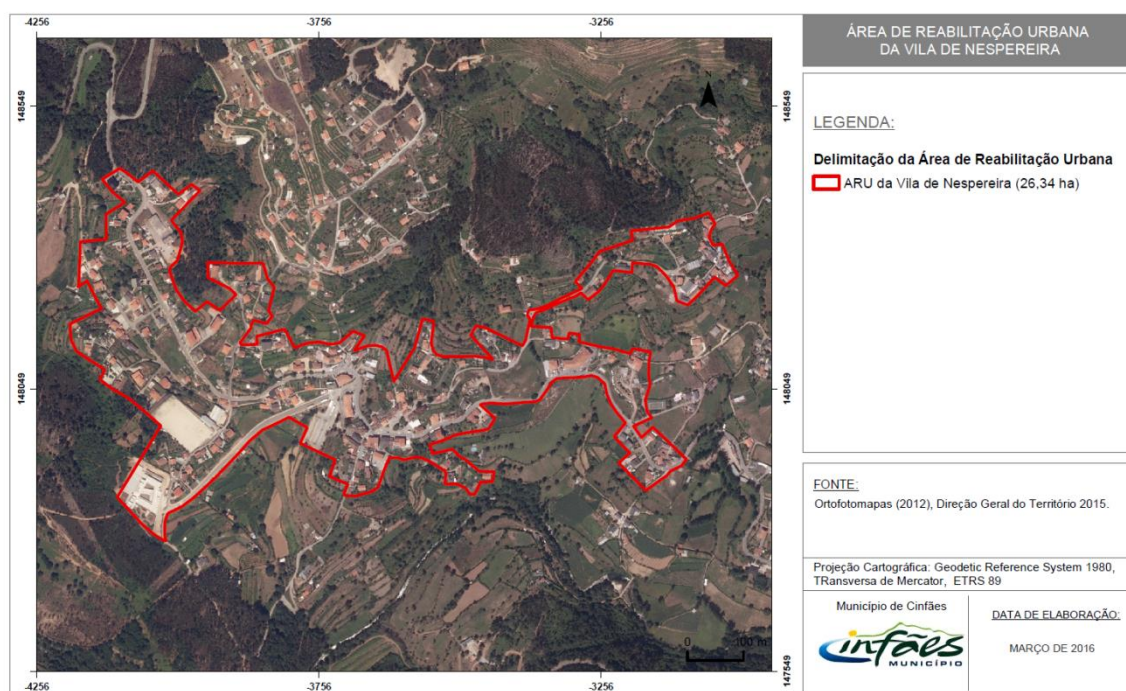 -4256 -3756 -3256
148549 148549
N
148049 148049
0 100 m
147549 147549
-4256 -3756 -3256
ÁREA DE REABILITAÇÃO URBANA
DA VILA DE NESPEREIRA
LEGENDA:
Delimitação da Área de Reabilitação Urbana
ARU da Vila de Nespereira (26,34 ha)
FONTE:
Ortofotomapas (2012), Direção Geral do Território 2015.
Projeção Cartográfica: Geodetic Reference System 1980,
TRansversa de Mercator, ETRS 89
Município de Cinfães
cinfães
MUNICÍPIO
DATA DE ELABORAÇÃO:
MARÇO DE 2016